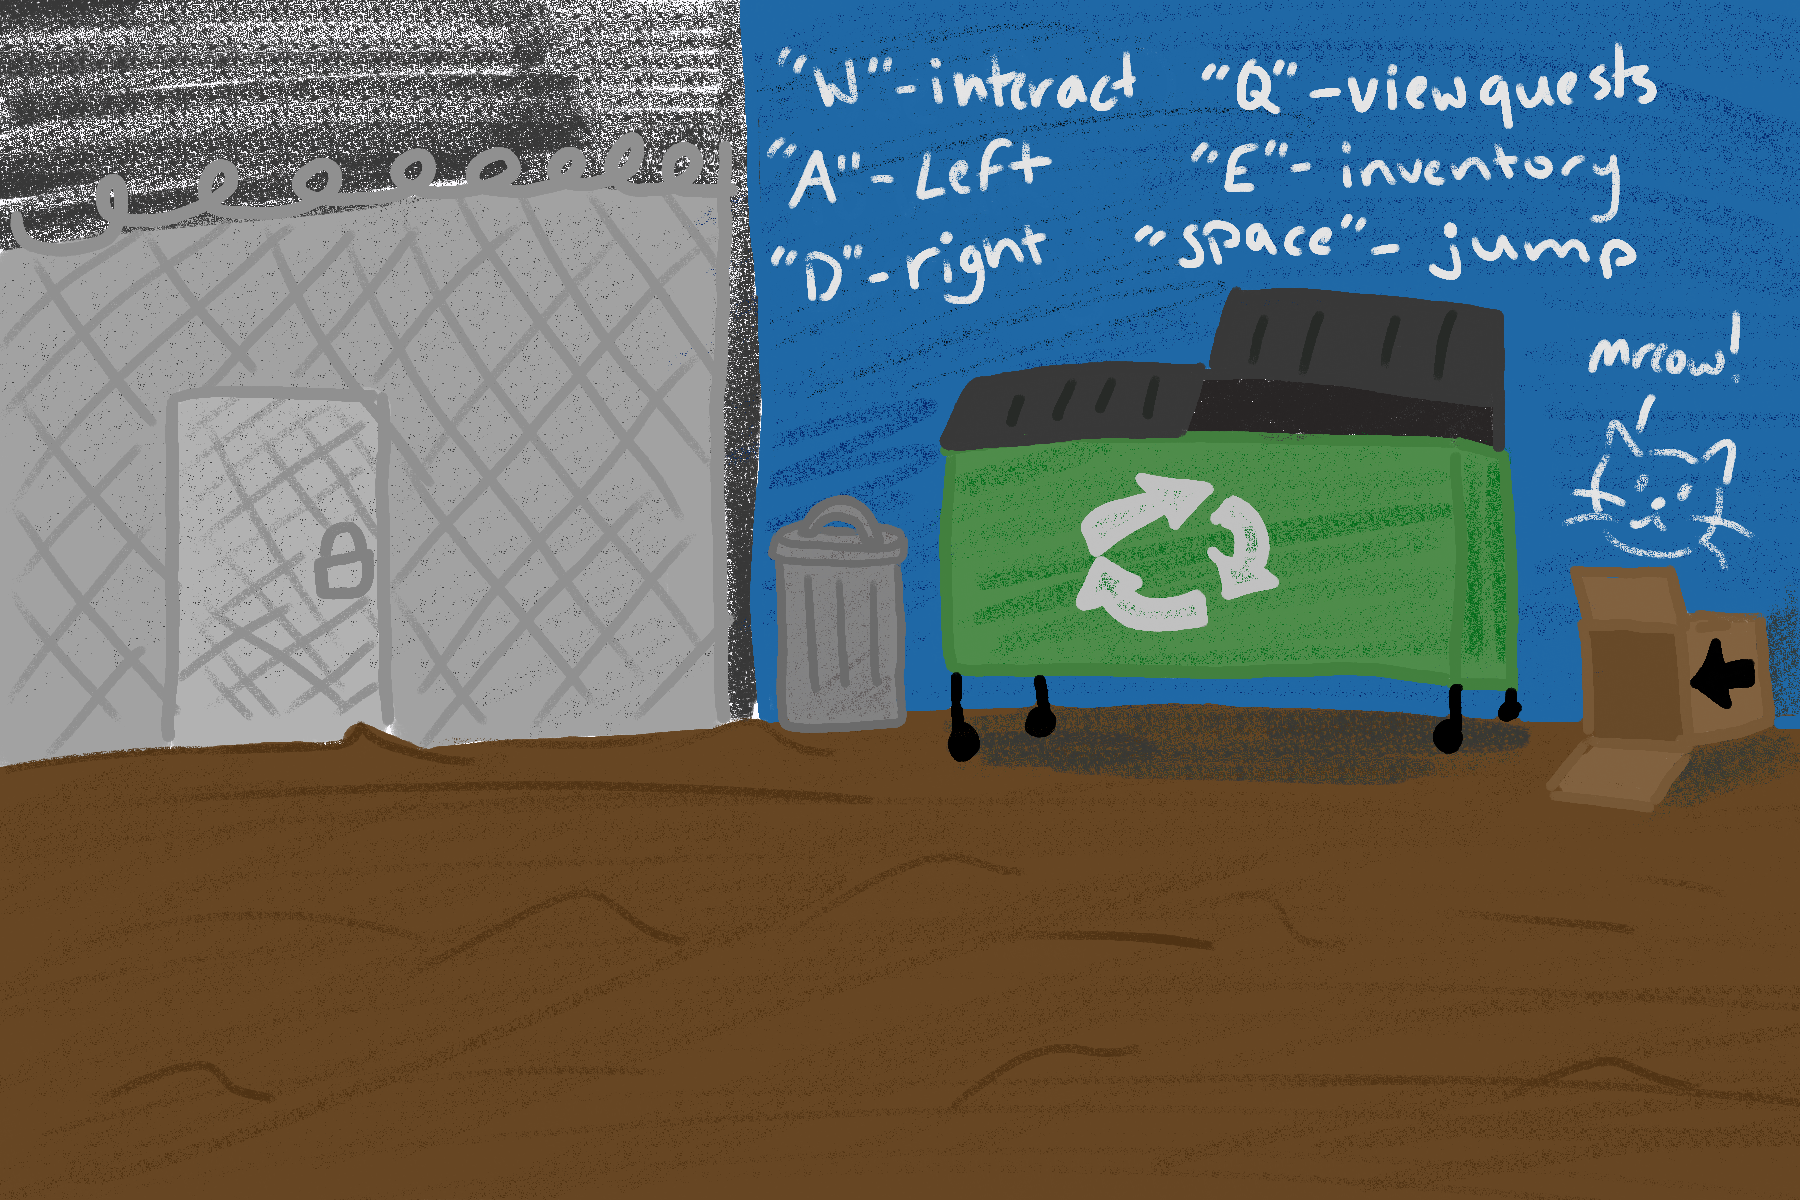 "W"-interact "Q"-view quests
"A"-Left "E"-inventory
"D"-right "space"-jump
mreow!